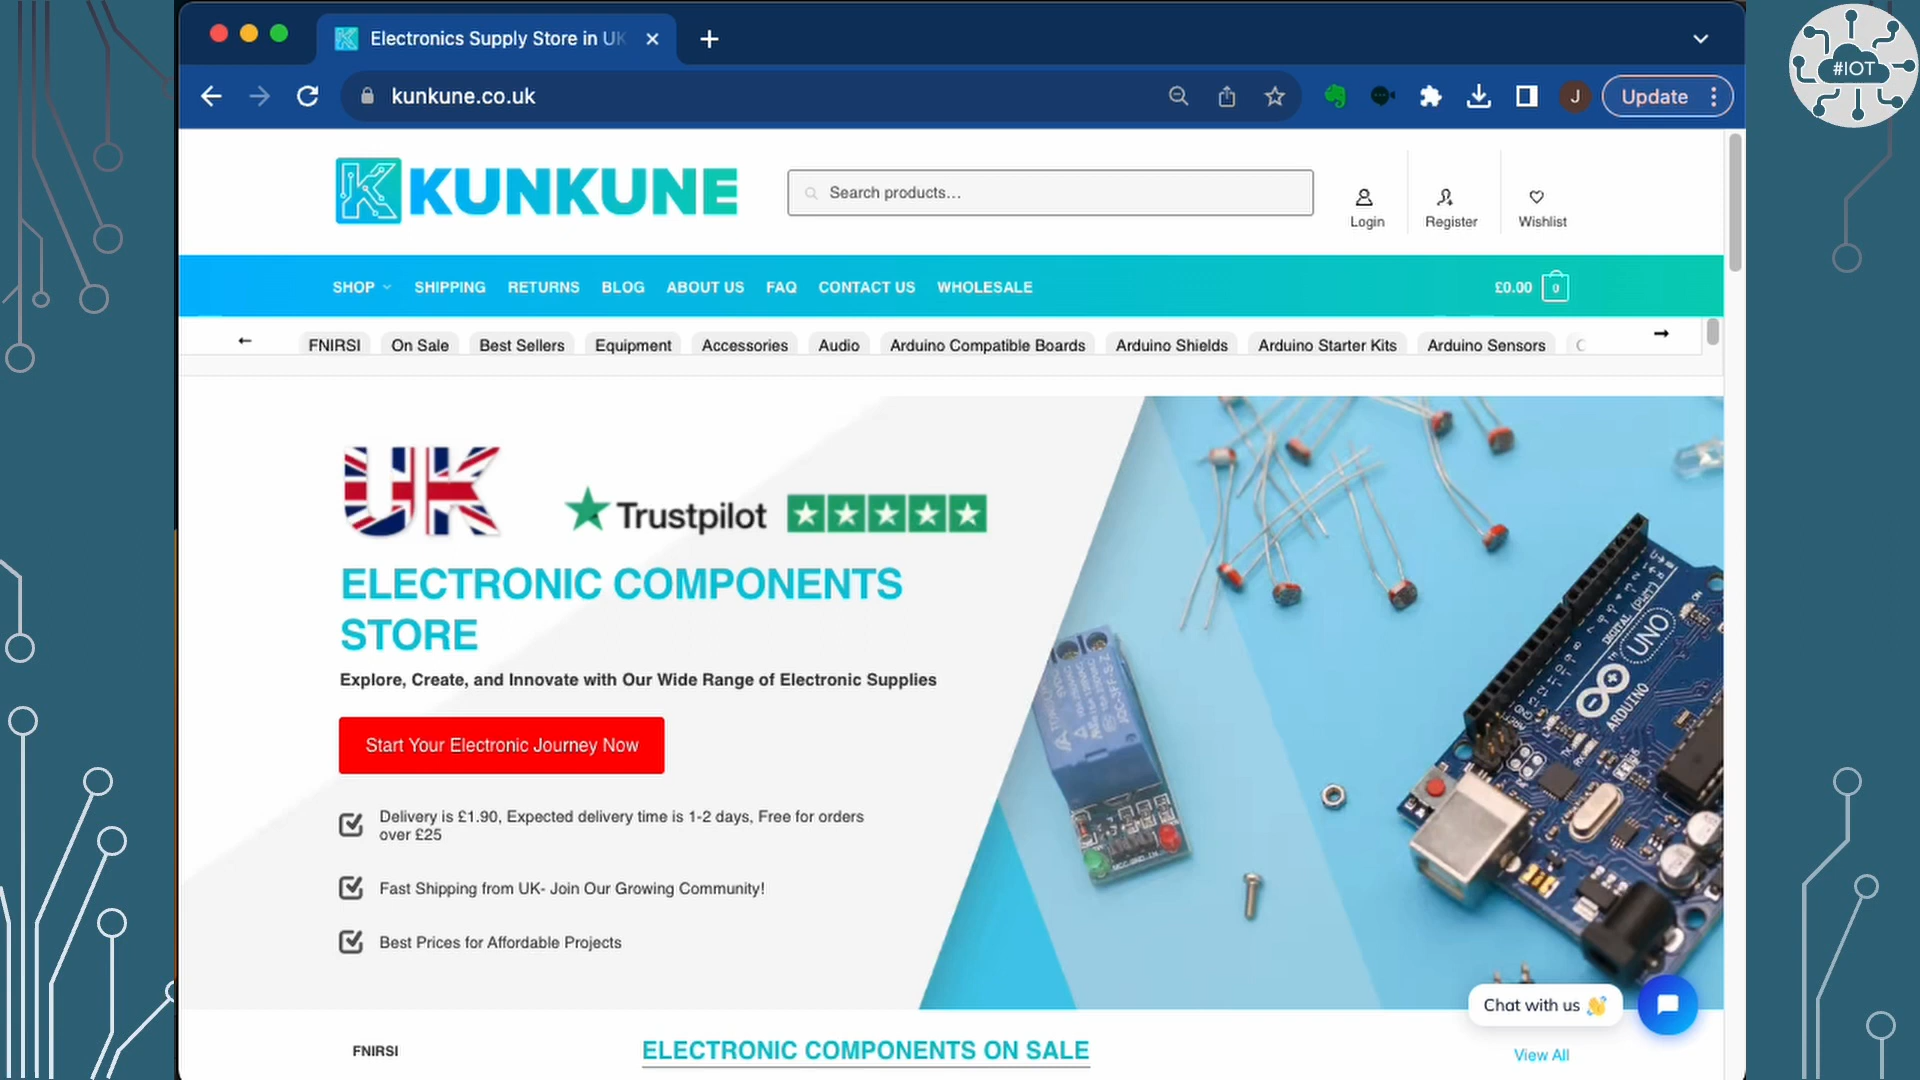 Electronics Supply Store in UK
#IOT
kunkune.co.uk
J
Update
KUNKUNE
Search products...
Login
Register
Wishlist
SHOP
SHIPPING
RETURNS
BLOG
ABOUT US
FAQ
CONTACT US
WHOLESALE
£0.00
0
FNIRSI
On Sale
Best Sellers
Equipment
Accessories
Audio
Arduino Compatible Boards
Arduino Shields
Arduino Starter Kits
Arduino Sensors
UK
Trustpilot
ELECTRONIC COMPONENTS
STORE
Explore, Create, and Innovate with Our Wide Range of Electronic Supplies
Start Your Electronic Journey Now
Delivery is £1.90, Expected delivery time is 1-2 days, Free for orders
over £25
Fast Shipping from UK- Join Our Growing Community!
Best Prices for Affordable Projects
DIGITAL (PWM~)
UNO
ARDUINO
Chat with us 👋
FNIRSI
ELECTRONIC COMPONENTS ON SALE
View All